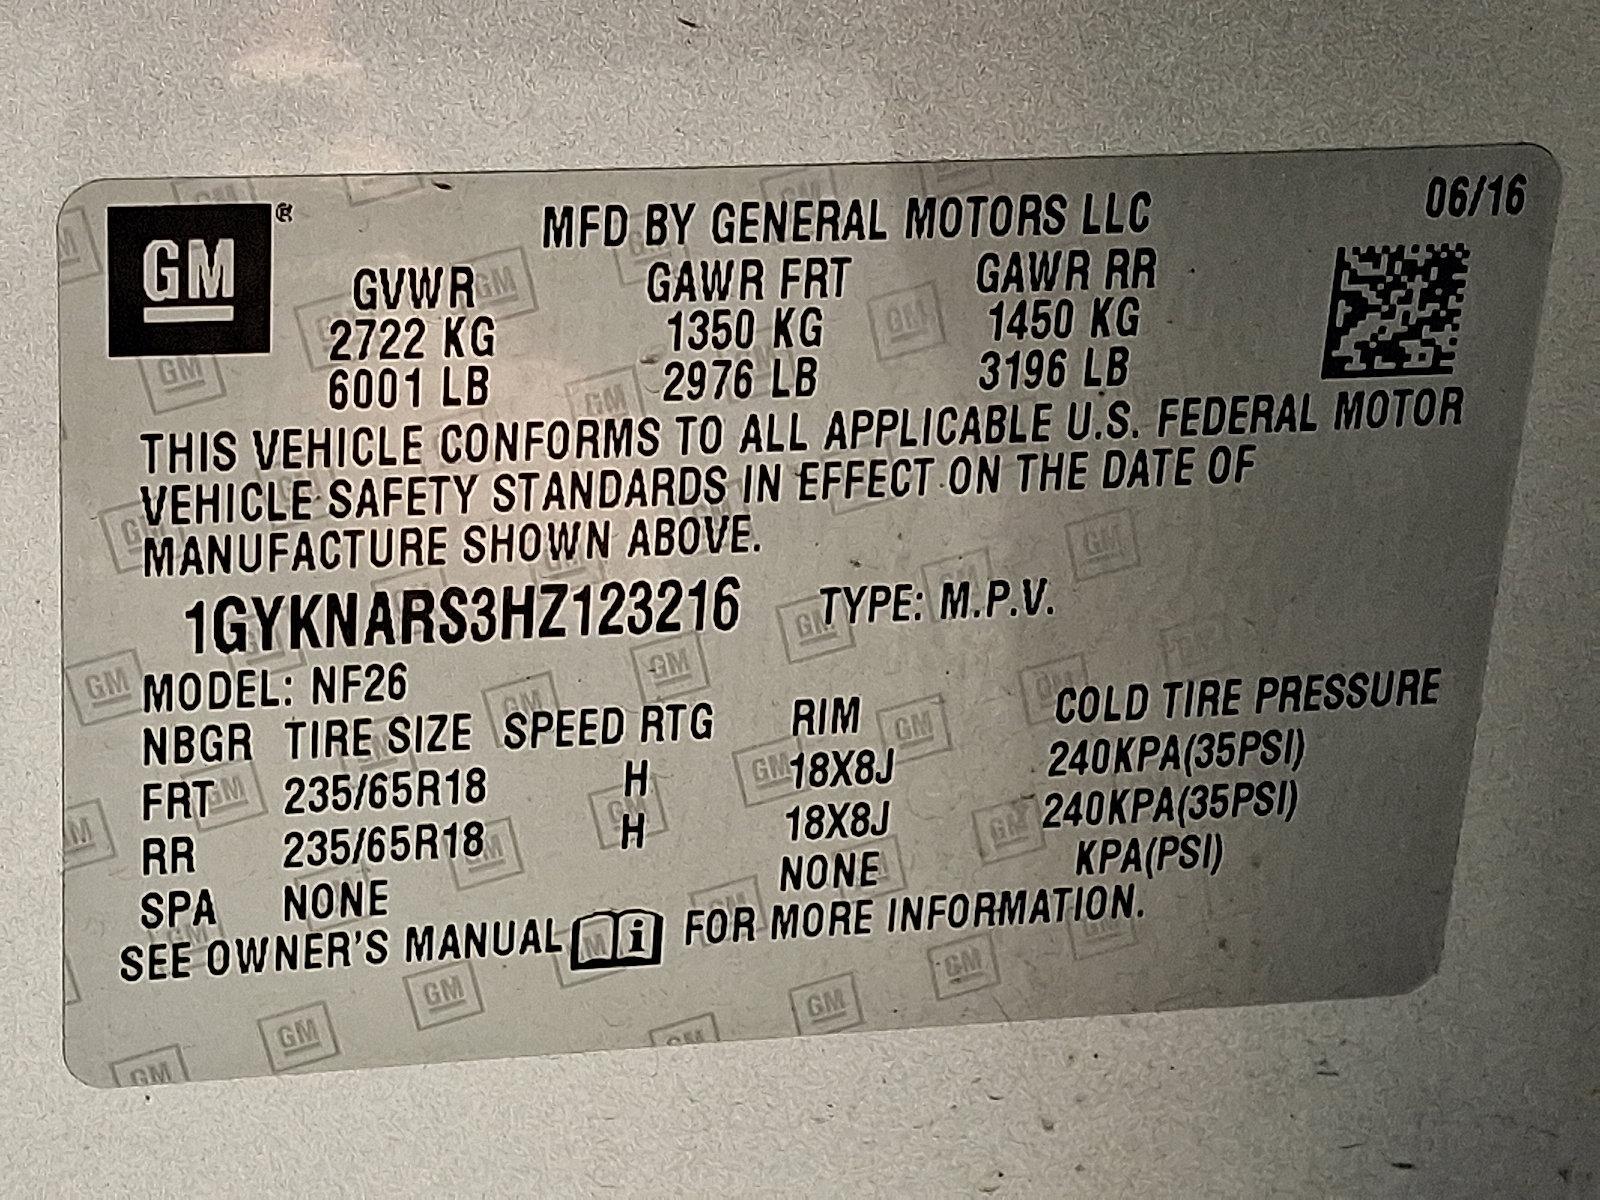 GM ® MFD BY GENERAL MOTORS LLC 06/16
GVWR GAWR FRT GAWR RR
2722 KG 1350 KG 1450 KG
6001 LB 2976 LB 3196 LB
THIS VEHICLE CONFORMS TO ALL APPLICABLE U.S. FEDERAL MOTOR
VEHICLE SAFETY STANDARDS IN EFFECT ON THE DATE OF
MANUFACTURE SHOWN ABOVE.
1GYKNARS3HZ123216 TYPE: M.P.V.
MODEL: NF26
NBGR TIRE SIZE SPEED RTG RIM COLD TIRE PRESSURE
FRT 235/65R18 H 18X8J 240KPA(35PSI)
RR 235/65R18 H 18X8J 240KPA(35PSI)
SPA NONE NONE KPA(PSI)
SEE OWNER'S MANUAL i FOR MORE INFORMATION.